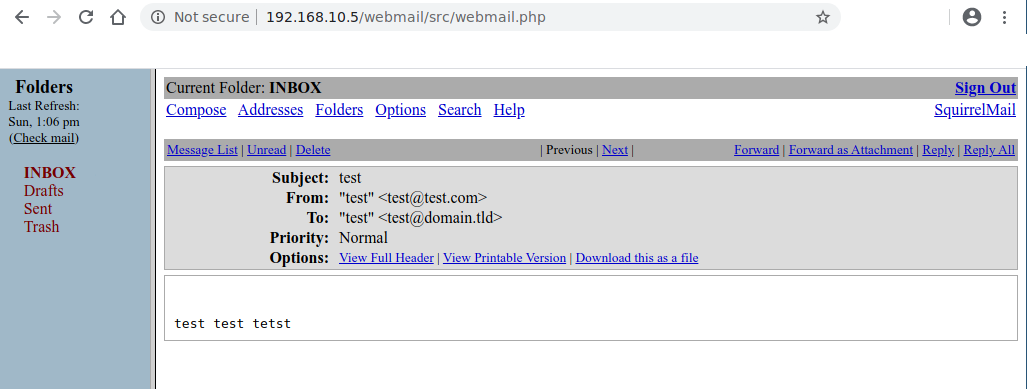 Not secure | 192.168.10.5/webmail/src/webmail.php
Folders
Last Refresh:
Sun, 1:06 pm
(Check mail)
INBOX
Drafts
Sent
Trash
Current Folder: INBOX Sign Out
Compose Addresses Folders Options Search Help SquirrelMail
Message List | Unread | Delete | Previous | Next | Forward | Forward as Attachment | Reply | Reply All
Subject: test
From: "test" <test@test.com>
To: "test" <test@domain.tld>
Priority: Normal
Options: View Full Header | View Printable Version | Download this as a file
test test tetst